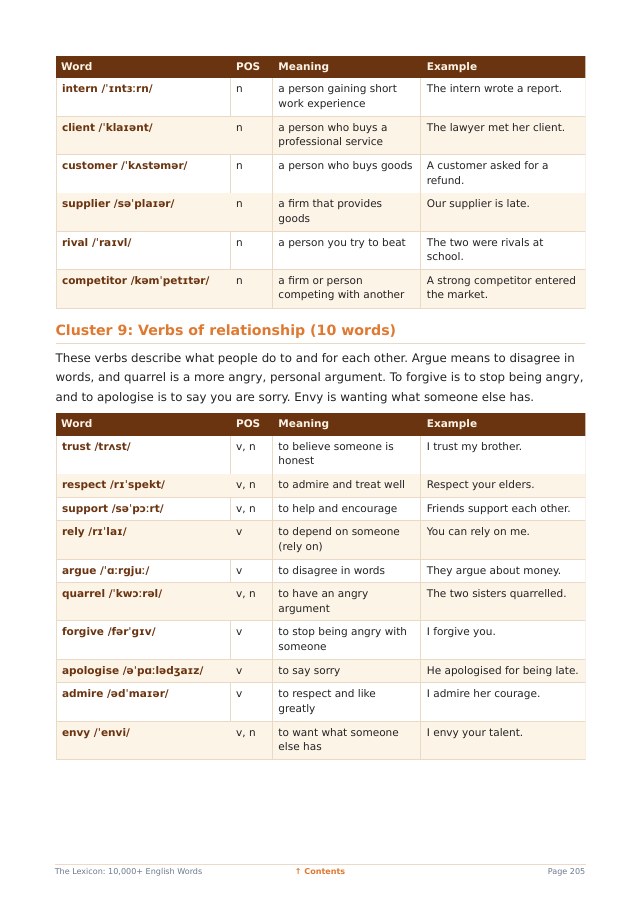 Word POS Meaning Example
intern /ˈɪntɜːrn/ n a person gaining short The intern wrote a report.
work experience
client /ˈklaɪənt/ n a person who buys a The lawyer met her client.
professional service
customer /ˈkʌstəmər/ n a person who buys goods A customer asked for a
refund.
supplier /səˈplaɪər/ n a firm that provides Our supplier is late.
goods
rival /ˈraɪvl/ n a person you try to beat The two were rivals at
school.
competitor /kəmˈpetɪtər/ n a firm or person A strong competitor entered
competing with another the market.
Cluster 9: Verbs of relationship (10 words)
These verbs describe what people do to and for each other. Argue means to disagree in
words, and quarrel is a more angry, personal argument. To forgive is to stop being angry,
and to apologise is to say you are sorry. Envy is wanting what someone else has.
Word POS Meaning Example
trust /trʌst/ v, n to believe someone is I trust my brother.
honest
respect /rɪˈspekt/ v, n to admire and treat well Respect your elders.
support /səˈpɔːrt/ v, n to help and encourage Friends support each other.
rely /rɪˈlaɪ/ v to depend on someone You can rely on me.
(rely on)
argue /ˈɑːrɡjuː/ v to disagree in words They argue about money.
quarrel /ˈkwɔːrəl/ v, n to have an angry The two sisters quarrelled.
argument
forgive /fərˈɡɪv/ v to stop being angry with I forgive you.
someone
apologise /əˈpɑːlədʒaɪz/ v to say sorry He apologised for being late.
admire /ədˈmaɪər/ v to respect and like I admire her courage.
greatly
envy /ˈenvi/ v, n to want what someone I envy your talent.
else has
The Lexicon: 10,000+ English Words ↑ Contents Page 205